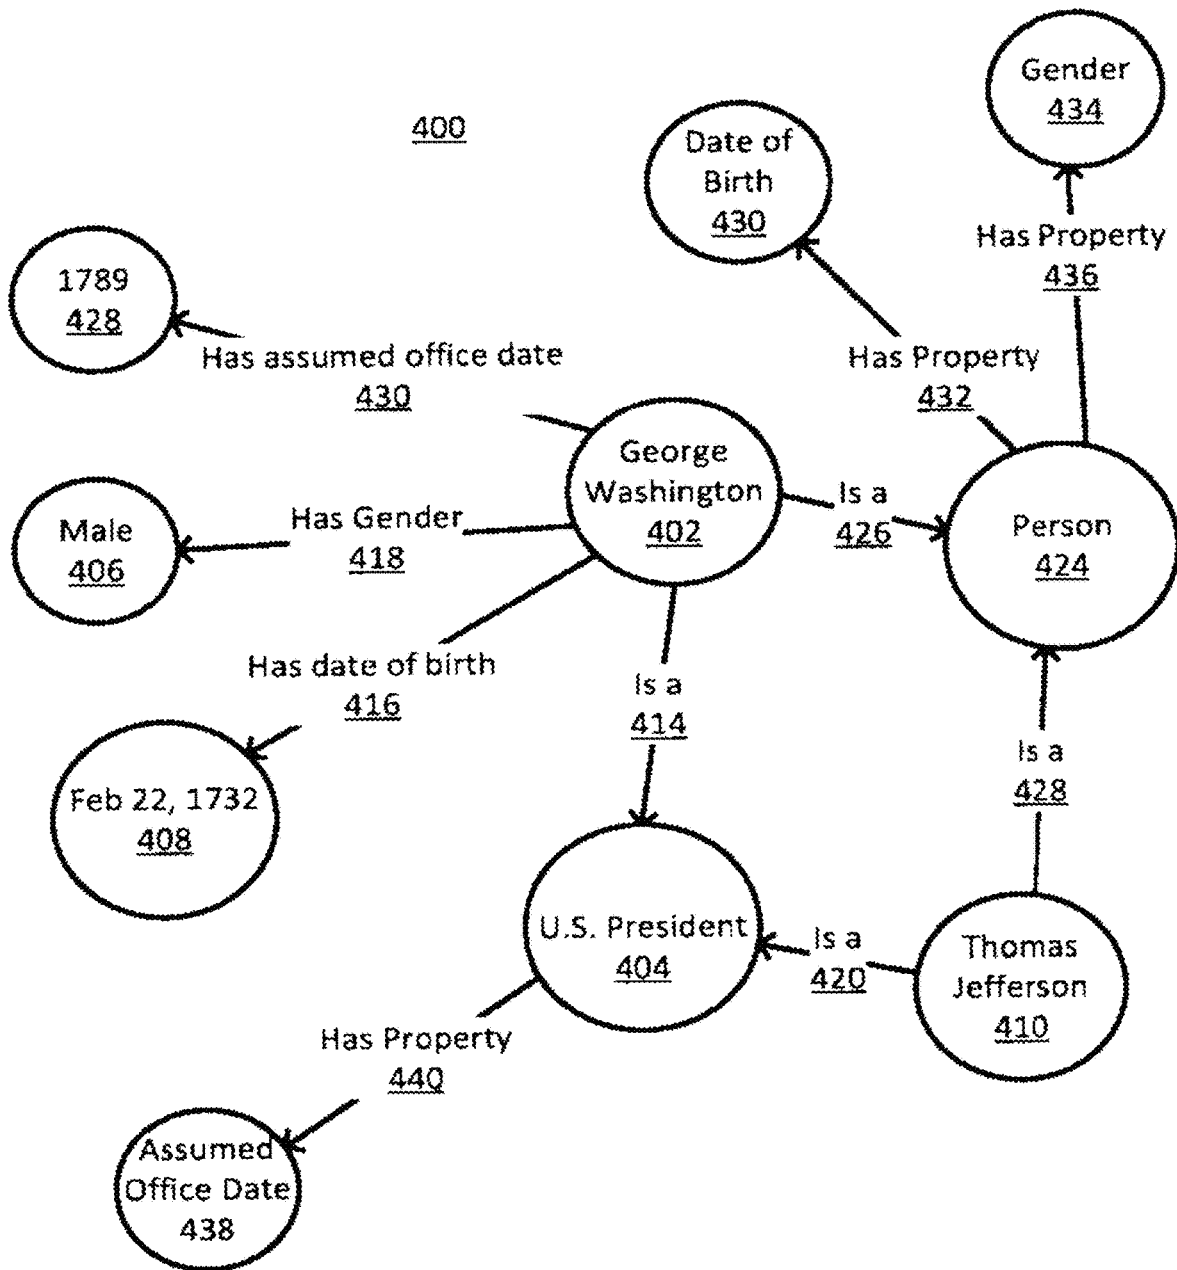 Gender
434
400
Date of
Birth
430
Has Property
436
1789
428
Has assumed office date
430
Has Property
432
George
Washington
402
Is a
426
Person
424
Male
406
Has Gender
418
Has date of birth
416
Is a
414
Is a
428
Feb 22, 1732
408
U.S. President
404
Is a
420
Thomas
Jefferson
410
Has Property
440
Assumed
Office Date
438